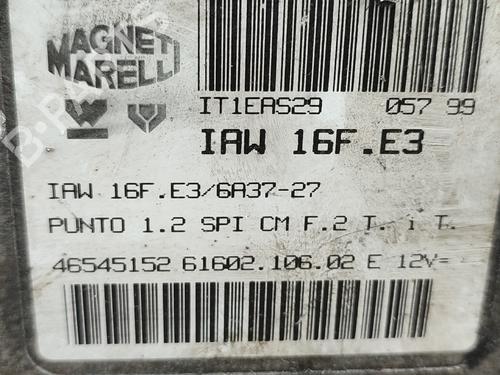 MAGNETI
MARELLI
IT1EAS29 057 99
IAW 16F.E3
IAW 16F.E3/6A37-27
PUNTO 1.2 SPI CM F.2 T. i T.
46545152 61602.106.02 E 12V=